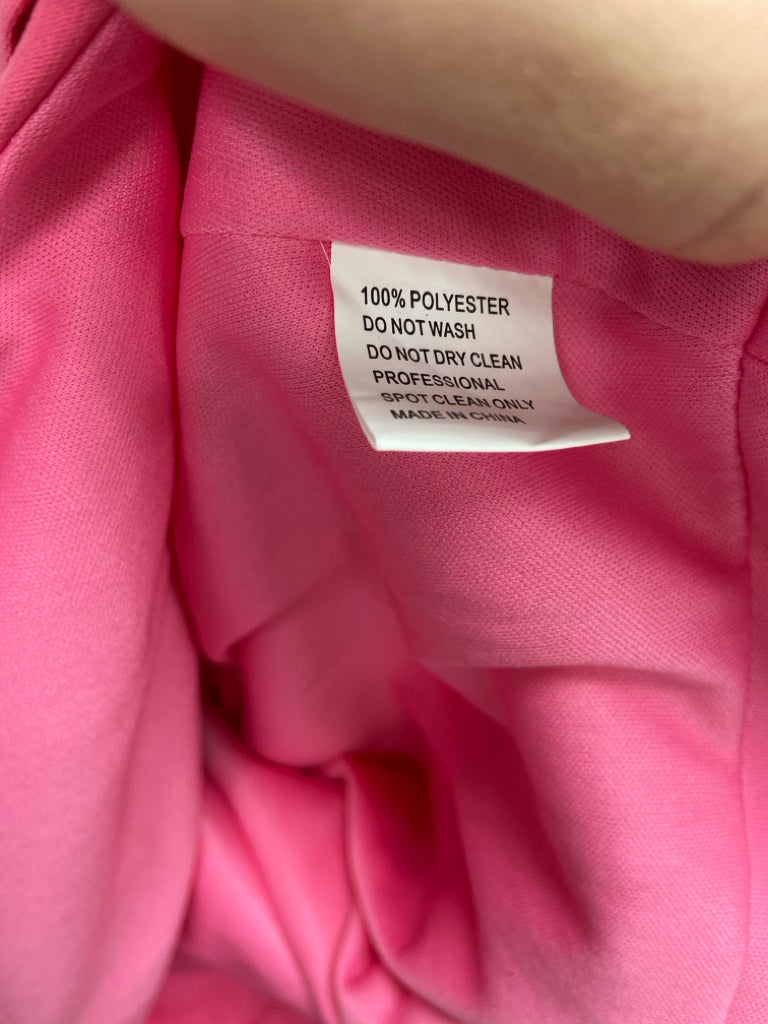 100% POLYESTER
DO NOT WASH
DO NOT DRY CLEAN
PROFESSIONAL
SPOT CLEAN ONLY
MADE IN CHINA